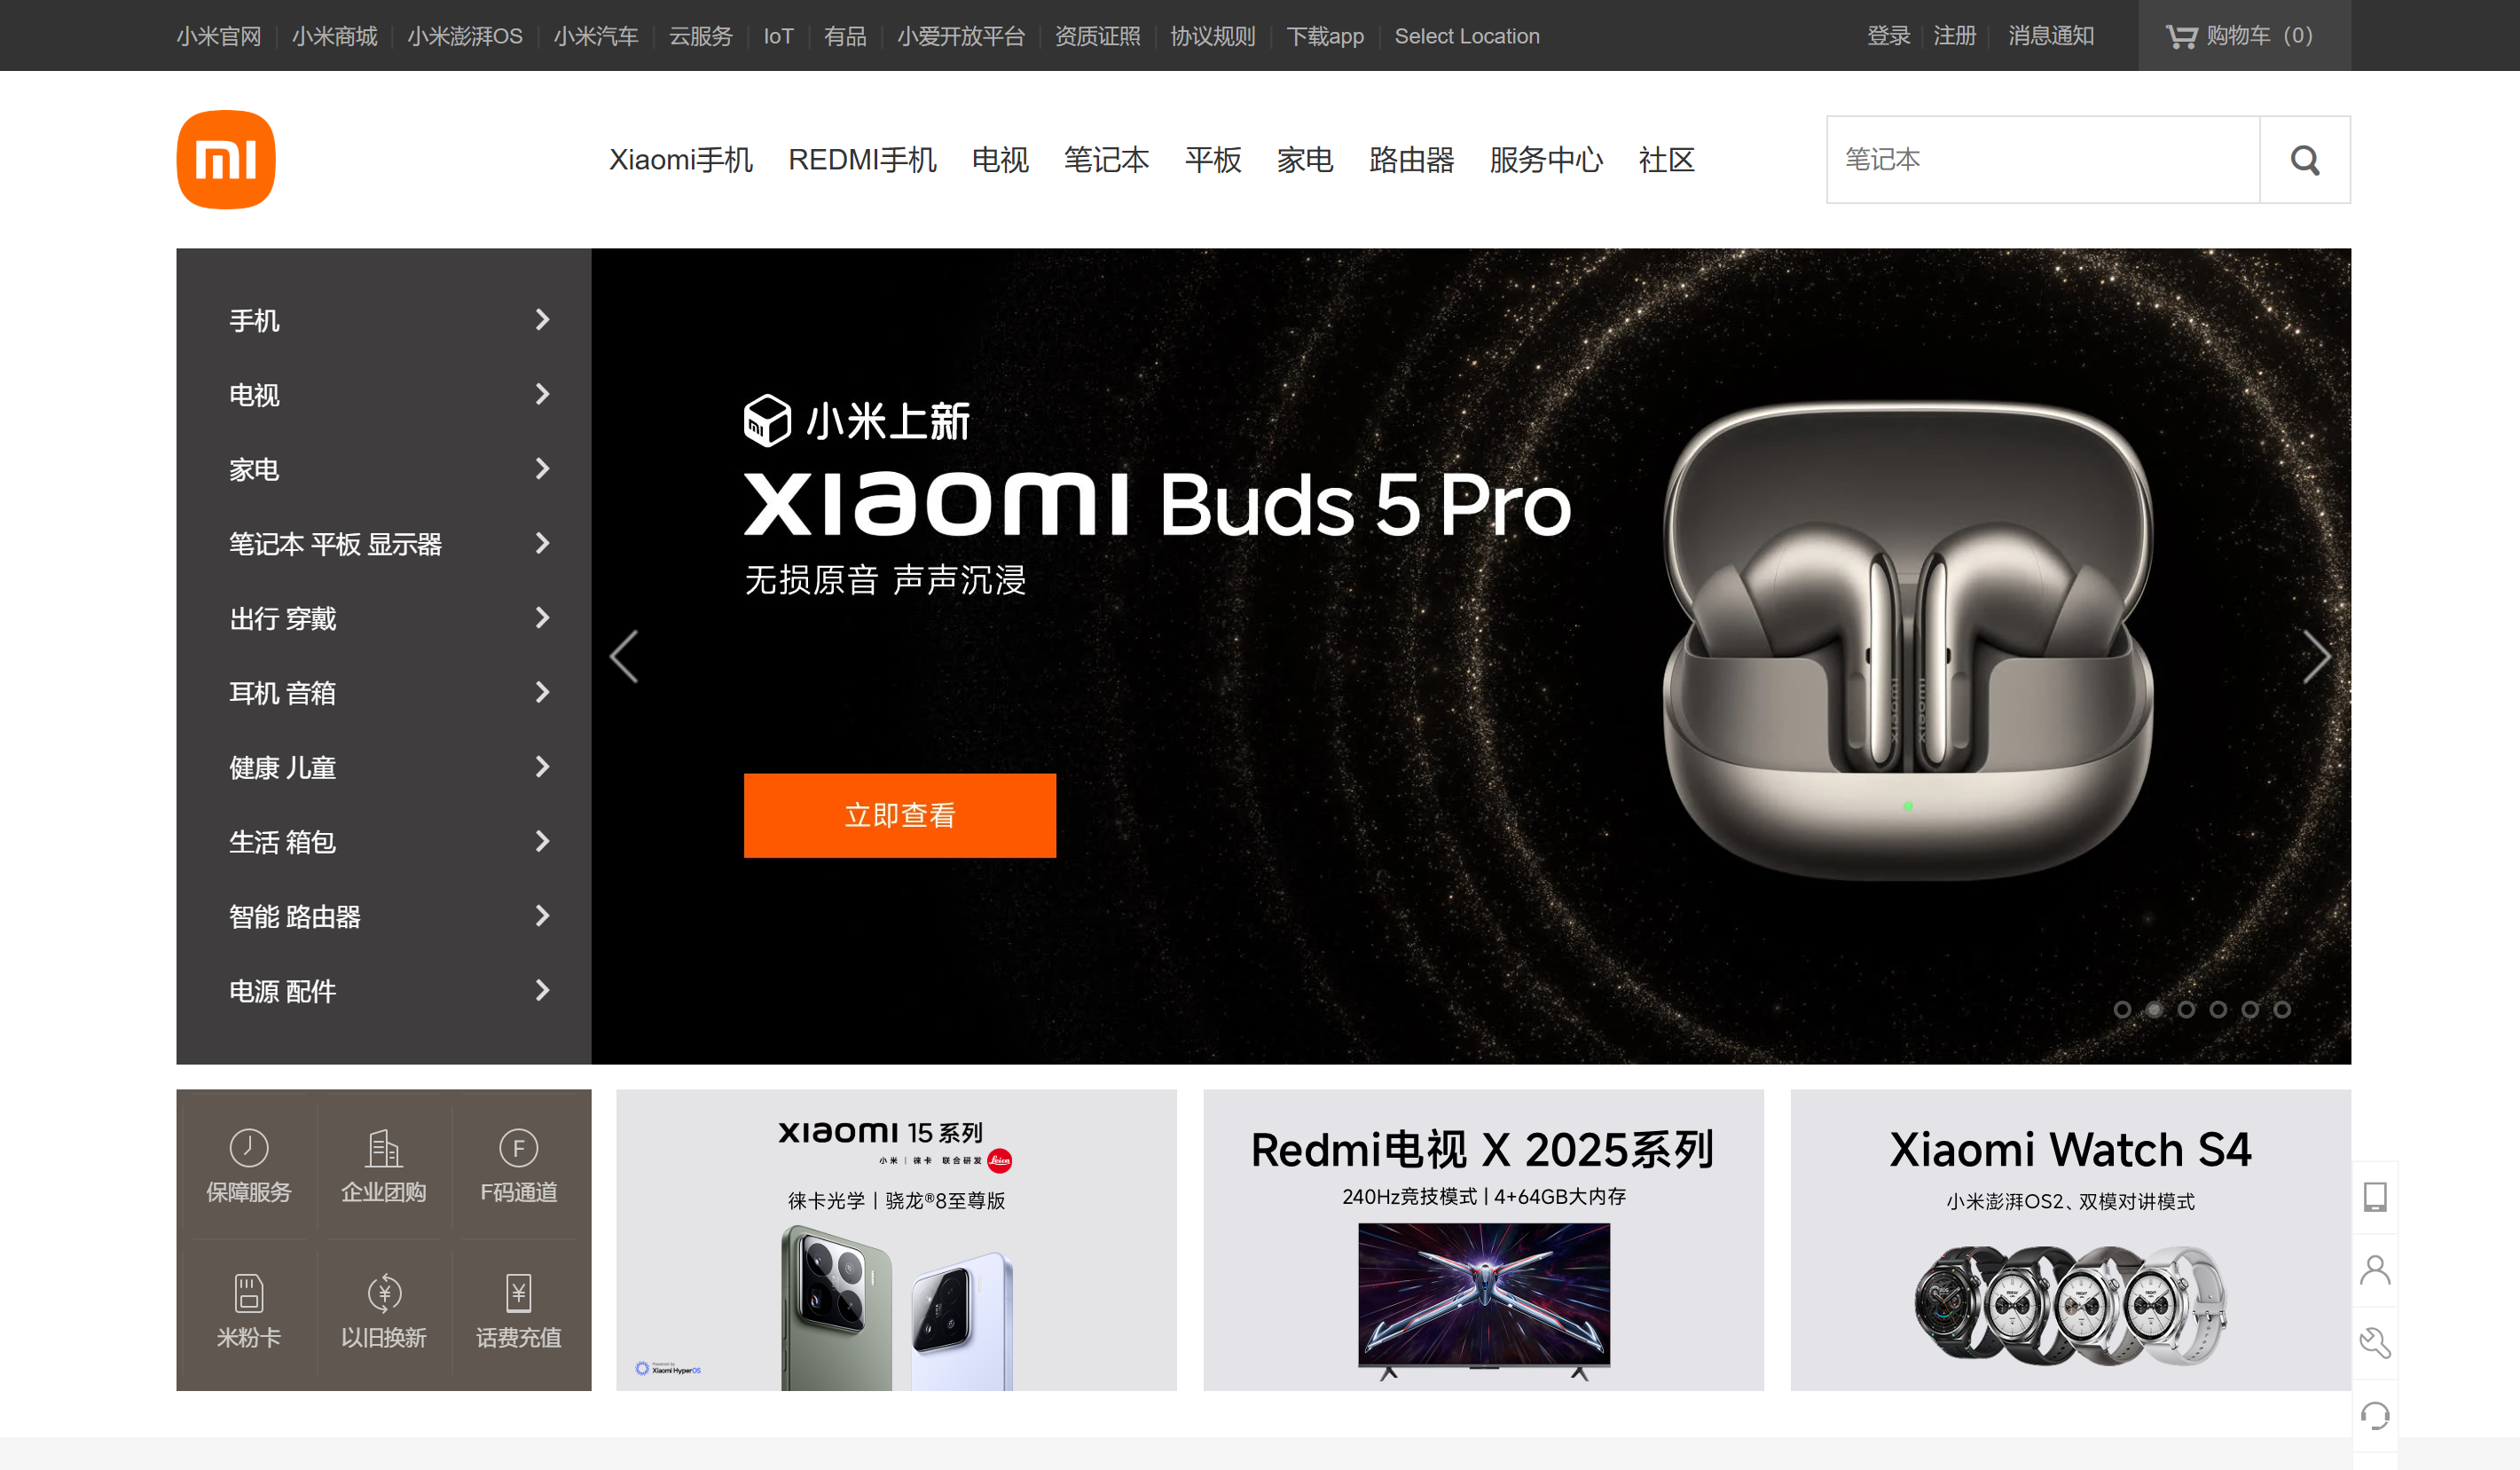 小米官网 小米商城 小米澎湃OS 小米汽车 云服务 IoT 有品 小爱开放平台 资质证照 协议规则 下载app Select Location 登录 注册 消息通知 购物车（0）
Xiaomi手机 REDMI手机 电视 笔记本 平板 家电 路由器 服务中心 社区
笔记本
手机
电视
家电
笔记本 平板 显示器
出行 穿戴
耳机 音箱
健康 儿童
生活 箱包
智能 路由器
电源 配件
小米上新
xiaomi Buds 5 Pro
无损原音 声声沉浸
立即查看
xiaomi
xiaomi
保障服务 企业团购 F码通道
米粉卡 以旧换新 话费充值
xiaomi 15 系列
小米 | 徕卡 联合研发 Leica
徕卡光学 | 骁龙®8至尊版
Powered by
Xiaomi HyperOS
Redmi电视 X 2025系列
240Hz竞技模式 | 4+64GB大内存
Xiaomi Watch S4
小米澎湃OS2、双模对讲模式